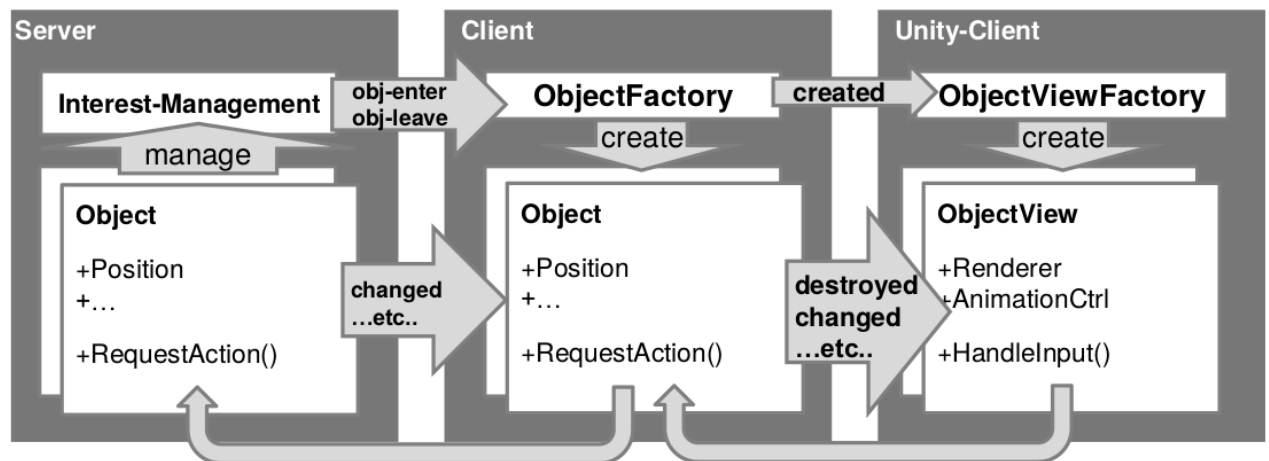 Server
Interest-Management
manage
Object
+Position
+...
+RequestAction()
obj-enter
obj-leave
changed
...etc..
Client
ObjectFactory
create
Object
+Position
+...
+RequestAction()
created
destroyed
changed
...etc..
Unity-Client
ObjectViewFactory
create
ObjectView
+Renderer
+AnimationCtrl
+HandleInput()